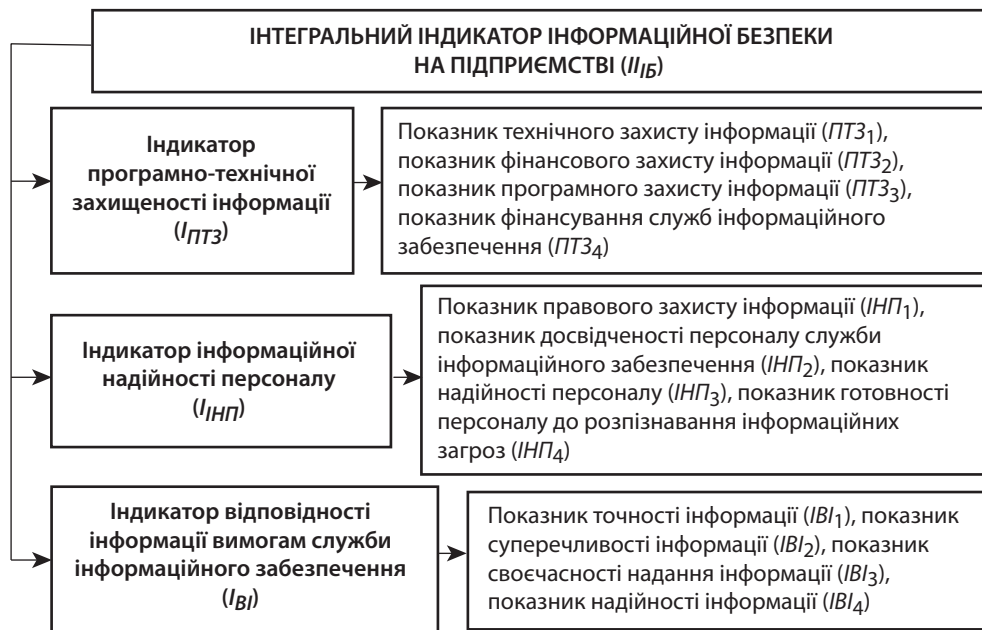 ІНТЕГРАЛЬНИЙ ІНДИКАТОР ІНФОРМАЦІЙНОЇ БЕЗПЕКИ
НА ПІДПРИЄМСТВІ (ІІІБ)
Індикатор
програмно-технічної
захищеності інформації
(ІПТЗ)
Показник технічного захисту інформації (ПТЗ1),
показник фінансового захисту інформації (ПТЗ2),
показник програмного захисту інформації (ПТЗ3),
показник фінансування служб інформаційного
забезпечення (ПТЗ4)
Індикатор інформаційної
надійності персоналу
(ІІНП)
Показник правового захисту інформації (ІНП1),
показник досвідченості персоналу служби
інформаційного забезпечення (ІНП2), показник
надійності персоналу (ІНП3), показник готовності
персоналу до розпізнавання інформаційних
загроз (ІНП4)
Індикатор відповідності
інформації вимогам служби
інформаційного забезпечення
(ІВІ)
Показник точності інформації (ІВІ1), показник
суперечливості інформації (ІВІ2), показник
своєчасності надання інформації (ІВІ3),
показник надійності інформації (ІВІ4)